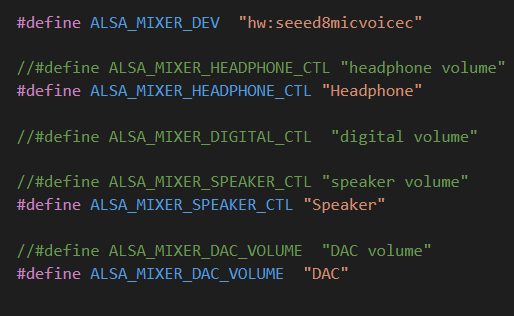 #define ALSA_MIXER_DEV  "hw:seeed8micvoicec"
//#define ALSA_MIXER_HEADPHONE_CTL "headphone volume"
#define ALSA_MIXER_HEADPHONE_CTL "Headphone"
//#define ALSA_MIXER_DIGITAL_CTL  "digital volume"
//#define ALSA_MIXER_SPEAKER_CTL "speaker volume"
#define ALSA_MIXER_SPEAKER_CTL "Speaker"
//#define ALSA_MIXER_DAC_VOLUME  "DAC volume"
#define ALSA_MIXER_DAC_VOLUME  "DAC"